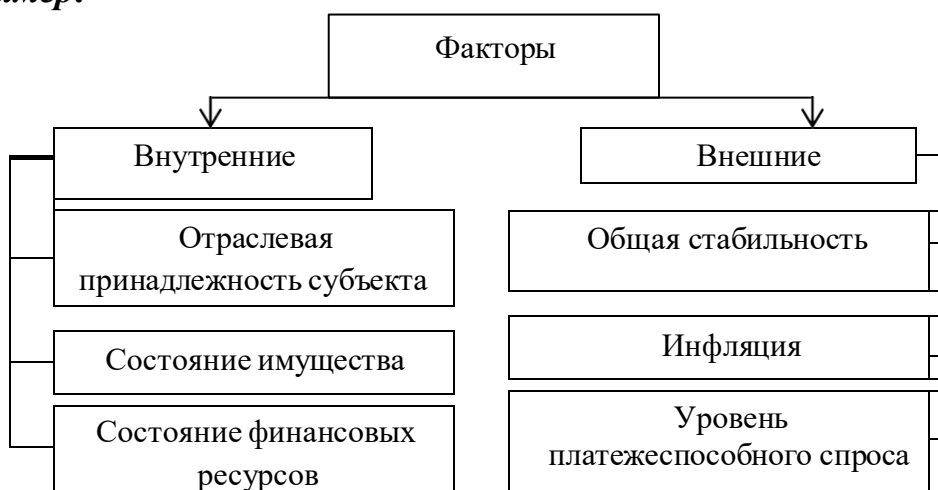 Факторы
Внутренние
Внешние
Отраслевая
принадлежность субъекта
Общая стабильность
Состояние имущества
Инфляция
Состояние финансовых
ресурсов
Уровень
платежеспособного спроса